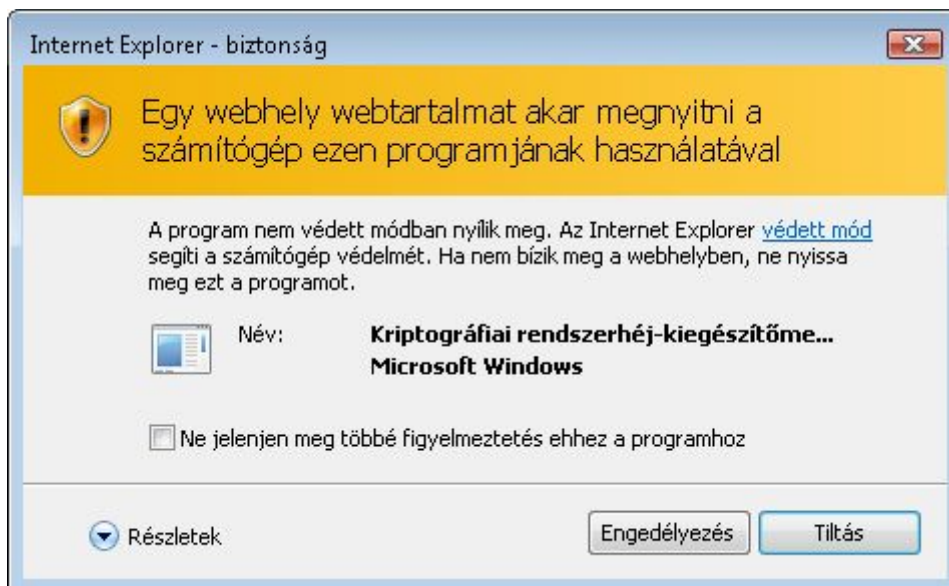 Internet Explorer - biztonság
Egy webhely webtartalmat akar megnyitni a
számítógép ezen programjának használatával
A program nem védett módban nyílik meg. Az Internet Explorer védett mód
segíti a számítógép védelmét. Ha nem bízik meg a webhelyben, ne nyissa
meg ezt a programot.
Név: Kriptográfiai rendszerhéj-kiegészítőme...
Microsoft Windows
Ne jelenjen meg többé figyelmeztetés ehhez a programhoz
Részletek Engedélyezés Tiltás